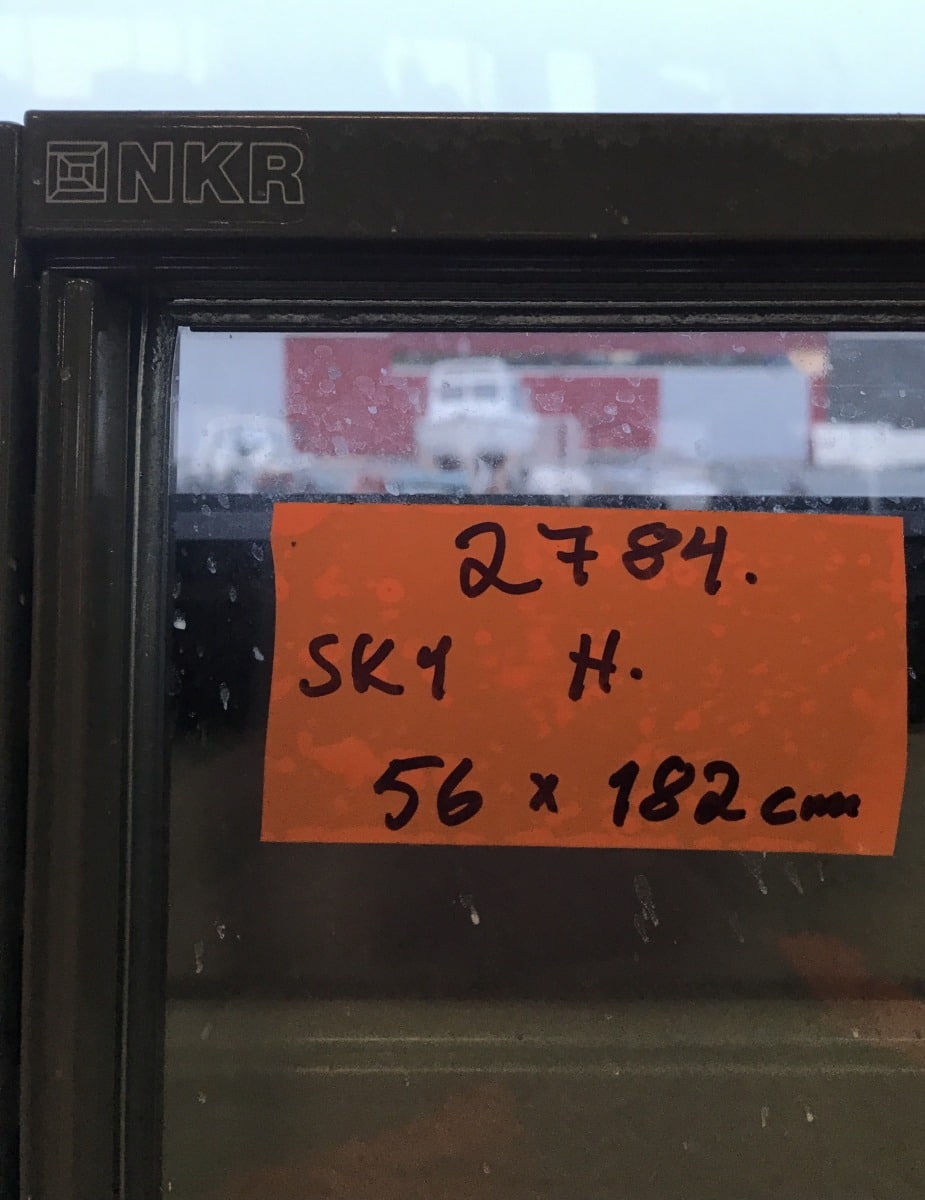 NKR
2784.
SKY H.
56 x 182 cm